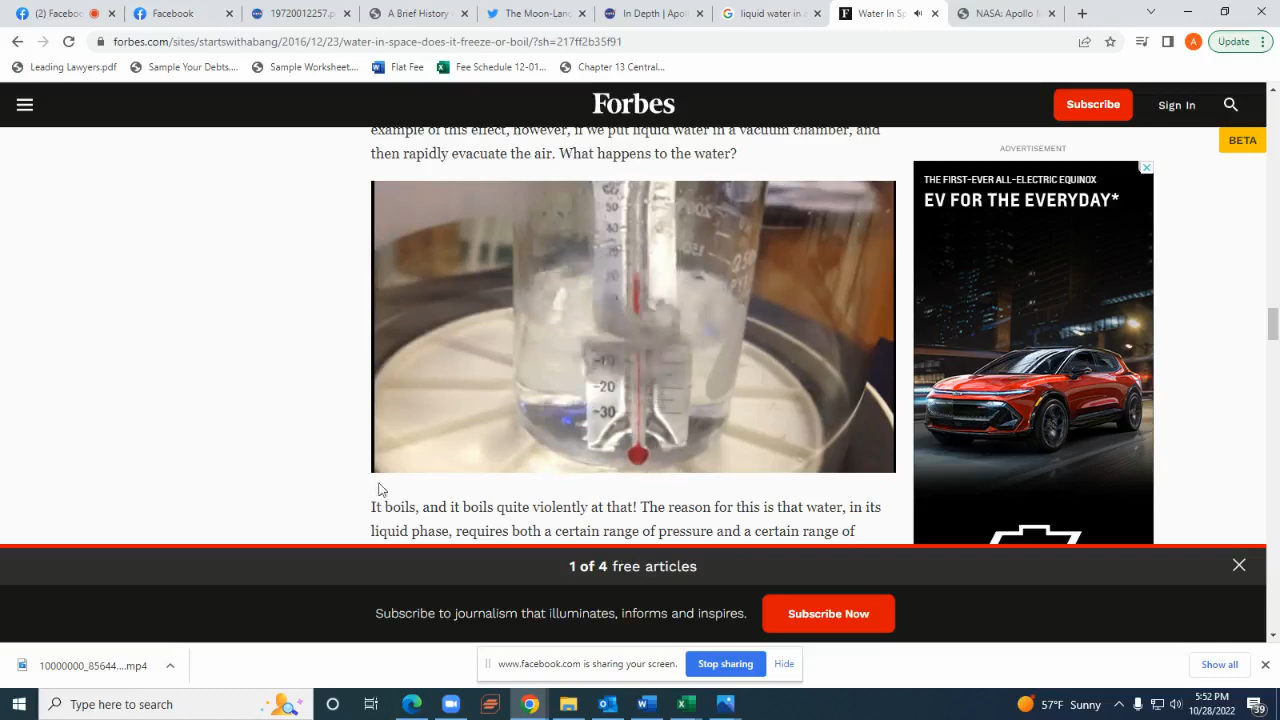 (2) Faceboo
Facebook
19720012257.p
A Brief History
The Moon-Lan
In Depth | Apol
liquid water in a
Water In Sp
NASA: Apollo
forbes.com/sites/startswithabang/2016/12/23/water-in-space-does-it-freeze-or-boil/?sh=217ff2b35f91
A
Update
Leading Lawyers.pdf
Sample Your Debts...
Sample Worksheet....
Flat Fee
Fee Schedule 12-01...
Chapter 13 Central...
Forbes
Subscribe
Sign In
BETA
example of this effect, however, if we put liquid water in a vacuum chamber, and
then rapidly evacuate the air. What happens to the water?
ADVERTISEMENT
THE FIRST-EVER ALL-ELECTRIC EQUINOX
EV FOR THE EVERYDAY*
50
-10
-20
-30
It boils, and it boils quite violently at that! The reason for this is that water, in its
liquid phase, requires both a certain range of pressure and a certain range of
1 of 4 free articles
Subscribe to journalism that illuminates, informs and inspires.
Subscribe Now
10000000_85644....mp4
www.facebook.com is sharing your screen.
Stop sharing
Hide
Show all
Type here to search
57°F Sunny
5:52 PM
10/28/2022
39